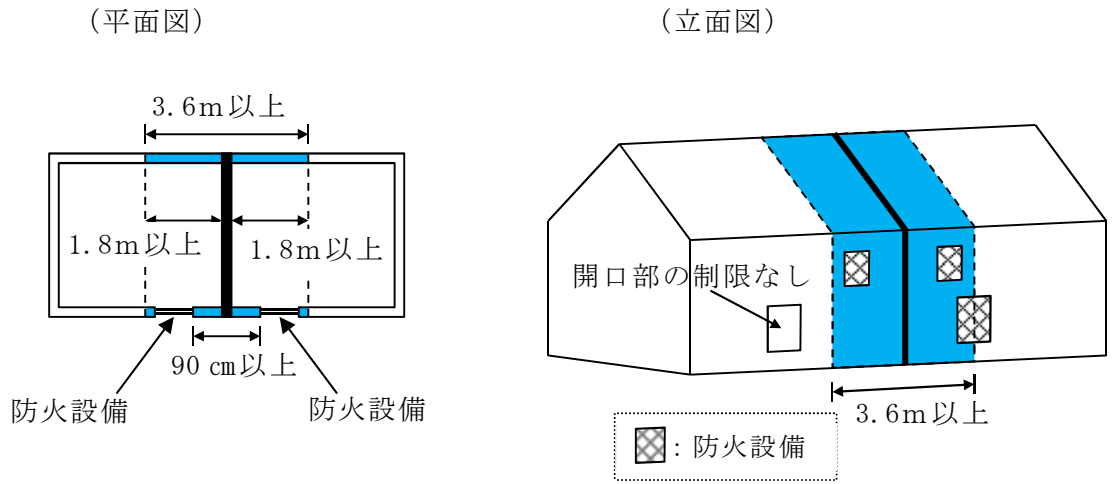 （平面図）
（立面図）
3.6m以上
1.8m以上
1.8m以上
90㎝以上
防火設備
防火設備
開口部の制限なし
3.6m以上
：防火設備